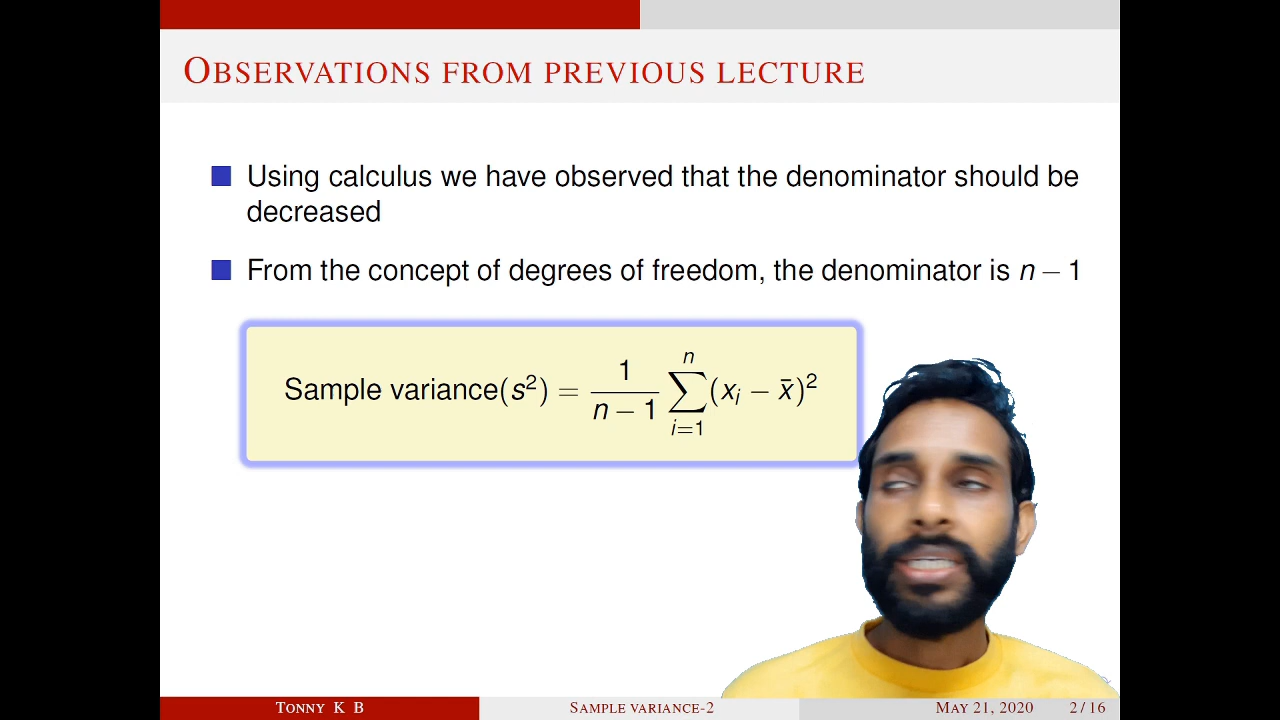 OBSERVATIONS FROM PREVIOUS LECTURE
Using calculus we have observed that the denominator should be
decreased
From the concept of degrees of freedom, the denominator is n − 1
Sample variance(s²) = 1/(n − 1) ∑ᵢ₌₁ⁿ (xᵢ − x̄)²
TONNY K B SAMPLE VARIANCE-2 MAY 21, 2020 2 / 16